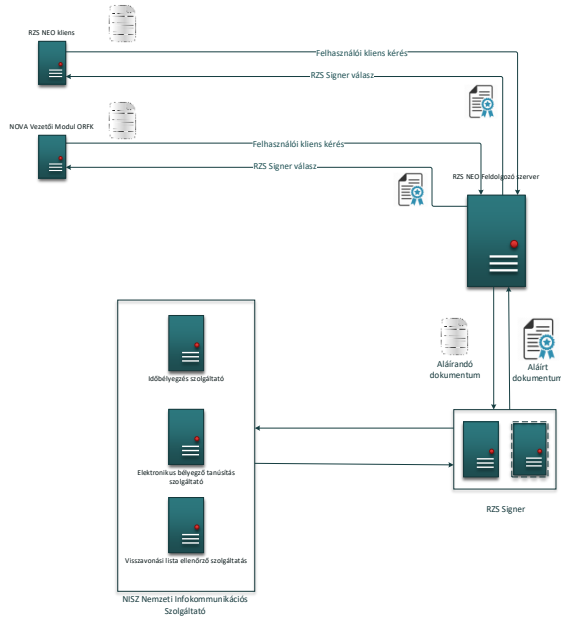 RZS NEO kliens
Felhasználói kliens kérés
RZS Signer válasz
NOVA Vezetői Modul ORFK
Felhasználói kliens kérés
RZS Signer válasz
RZS NEO Feldolgozó szerver
Aláírandó
dokumentum
Aláírt
dokumentum
Időbélyegzés szolgáltató
Elektronikus bélyegző tanúsítás
szolgáltató
Visszavonási lista ellenőrző szolgáltatás
RZS Signer
NISZ Nemzeti Infokommunikációs
Szolgáltató